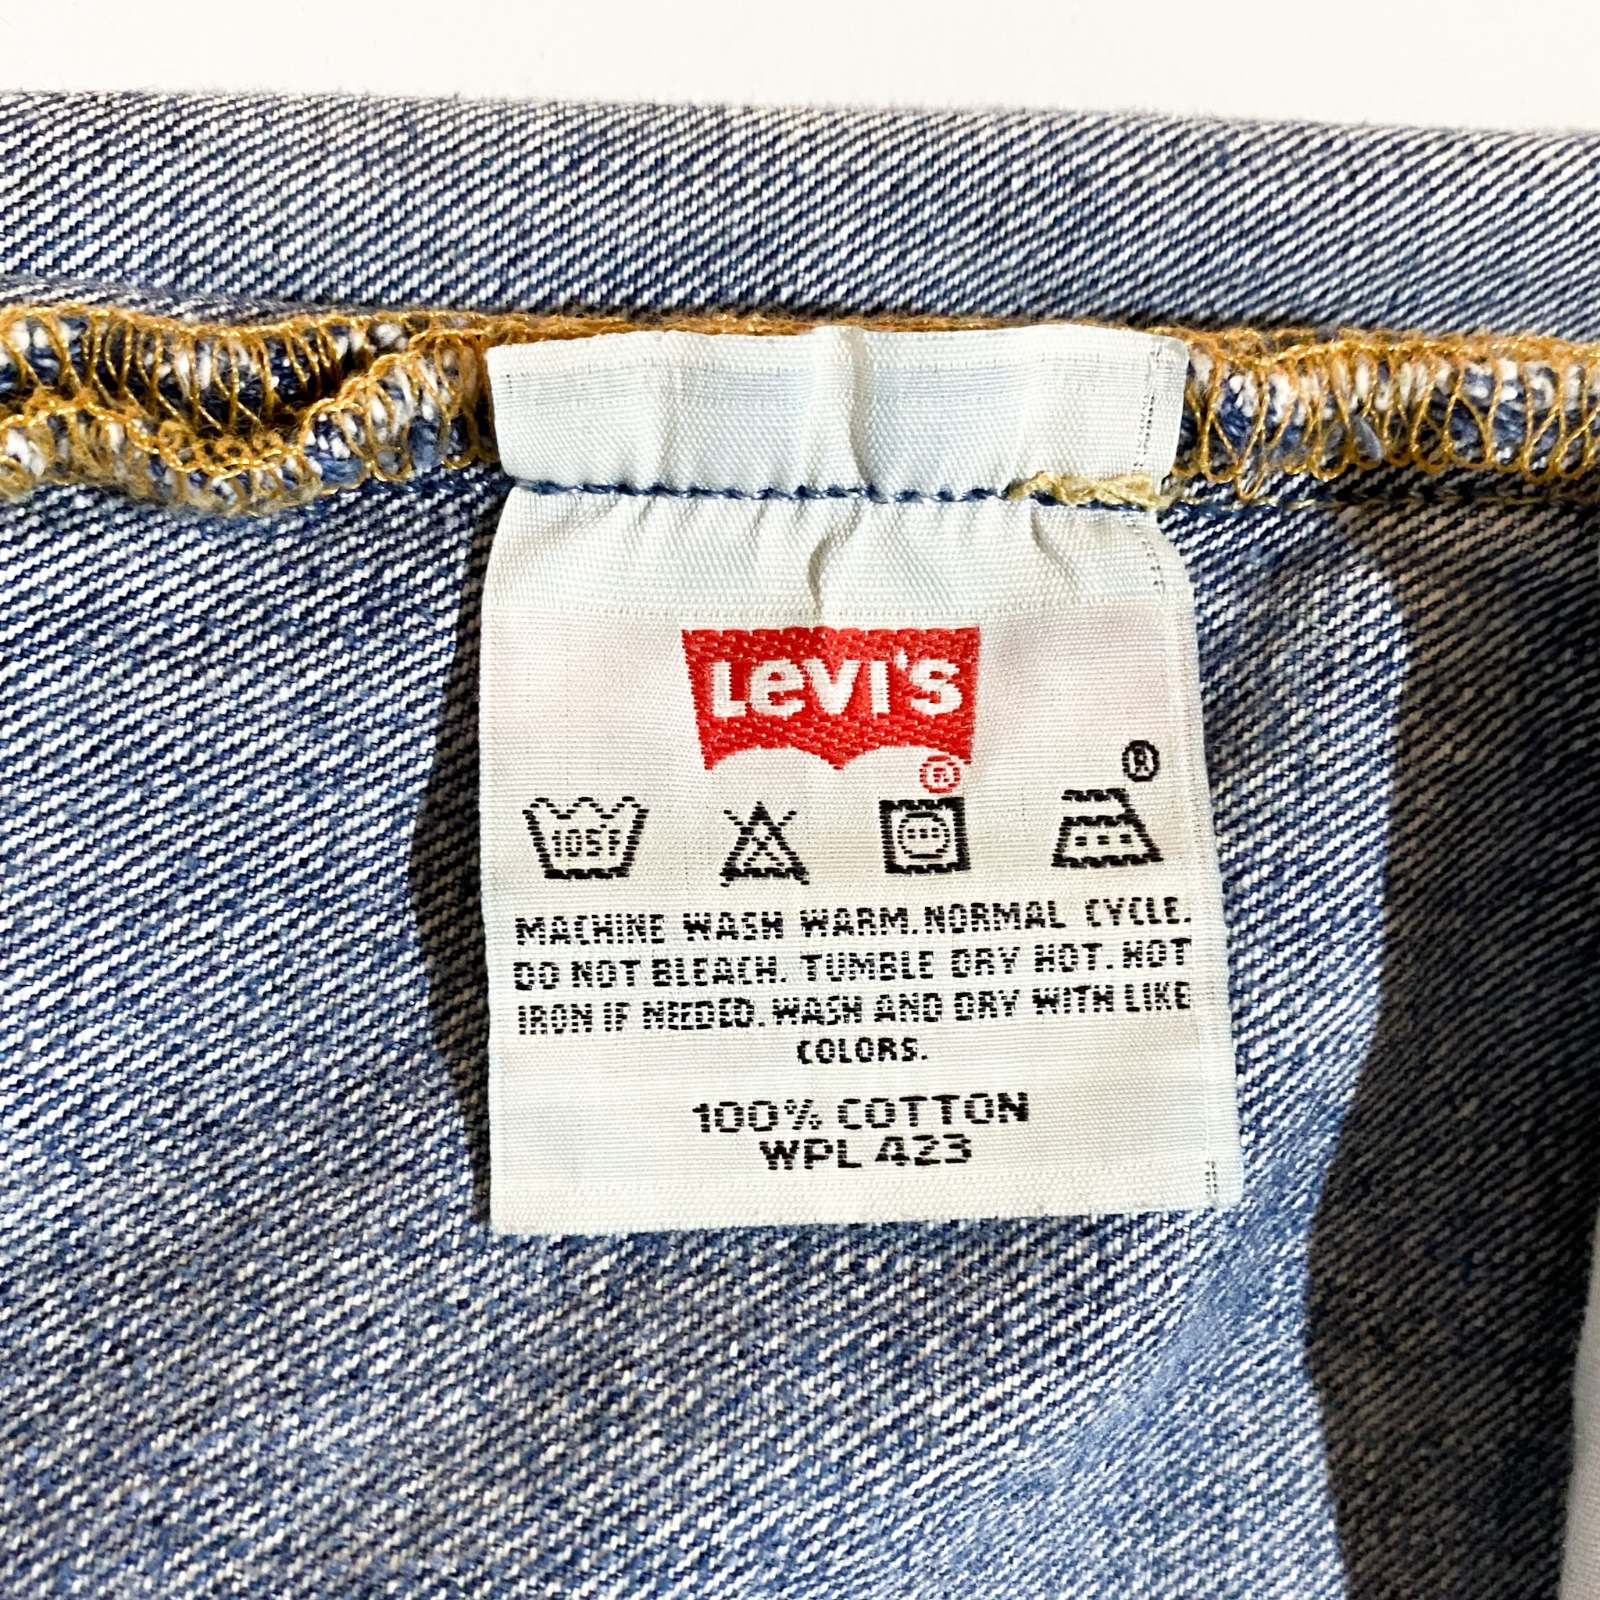 Levi's
®
®
105F
MACHINE WASH WARM. NORMAL CYCLE.
DO NOT BLEACH. TUMBLE DRY HOT. HOT
IRON IF NEEDED. WASH AND DRY WITH LIKE
COLORS.
100% COTTON
WPL 423